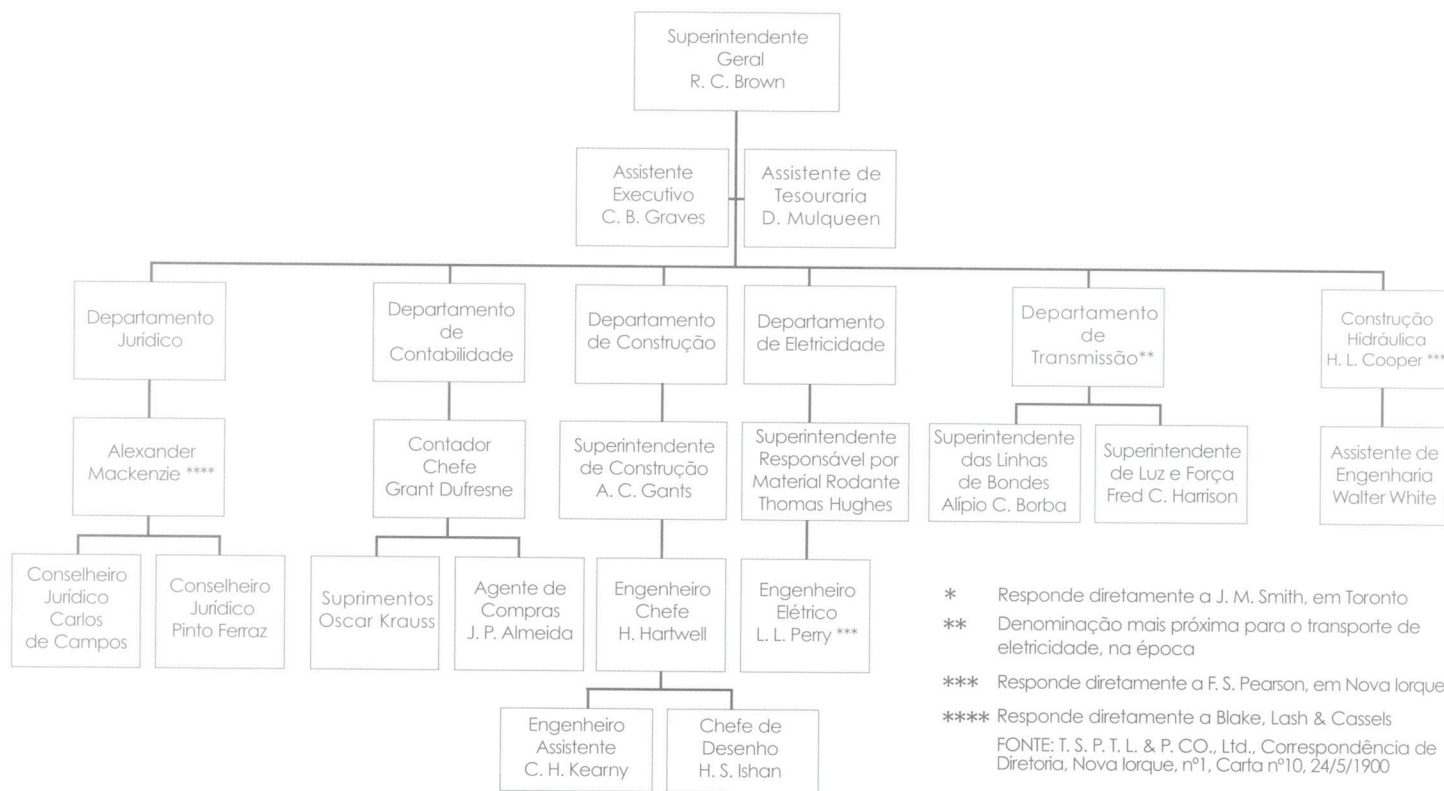 Superintendente
Geral
R. C. Brown
Assistente
Executivo
C. B. Graves
Assistente de
Tesouraria
D. Mulqueen
Departamento
Jurídico
Departamento
de
Contabilidade
Departamento
de Construção
Departamento
de Eletricidade
Departamento
de
Transmissão**
Construção
Hidráulica
H. L. Cooper ***
Alexander
Mackenzie ****
Contador
Chefe
Grant Dufresne
Superintendente
de Construção
A. C. Gants
Superintendente
Responsável por
Material Rodante
Thomas Hughes
Superintendente
das Linhas
de Bondes
Alípio C. Borba
Superintendente
de Luz e Força
Fred C. Harrison
Assistente de
Engenharia
Walter White
Conselheiro
Jurídico
Carlos
de Campos
Conselheiro
Jurídico
Pinto Ferraz
Suprimentos
Oscar Krauss
Agente de
Compras
J. P. Almeida
Engenheiro
Chefe
H. Hartwell
Engenheiro
Elétrico
L. L. Perry ***
Engenheiro
Assistente
C. H. Kearny
Chefe de
Desenho
H. S. Ishan
* Responde diretamente a J. M. Smith, em Toronto
** Denominação mais próxima para o transporte de
eletricidade, na época
*** Responde diretamente a F. S. Pearson, em Nova Iorque
**** Responde diretamente a Blake, Lash & Cassels
FONTE: T. S. P. T. L. & P. CO., Ltd., Correspondência de
Diretoria, Nova Iorque, nº1, Carta nº10, 24/5/1900